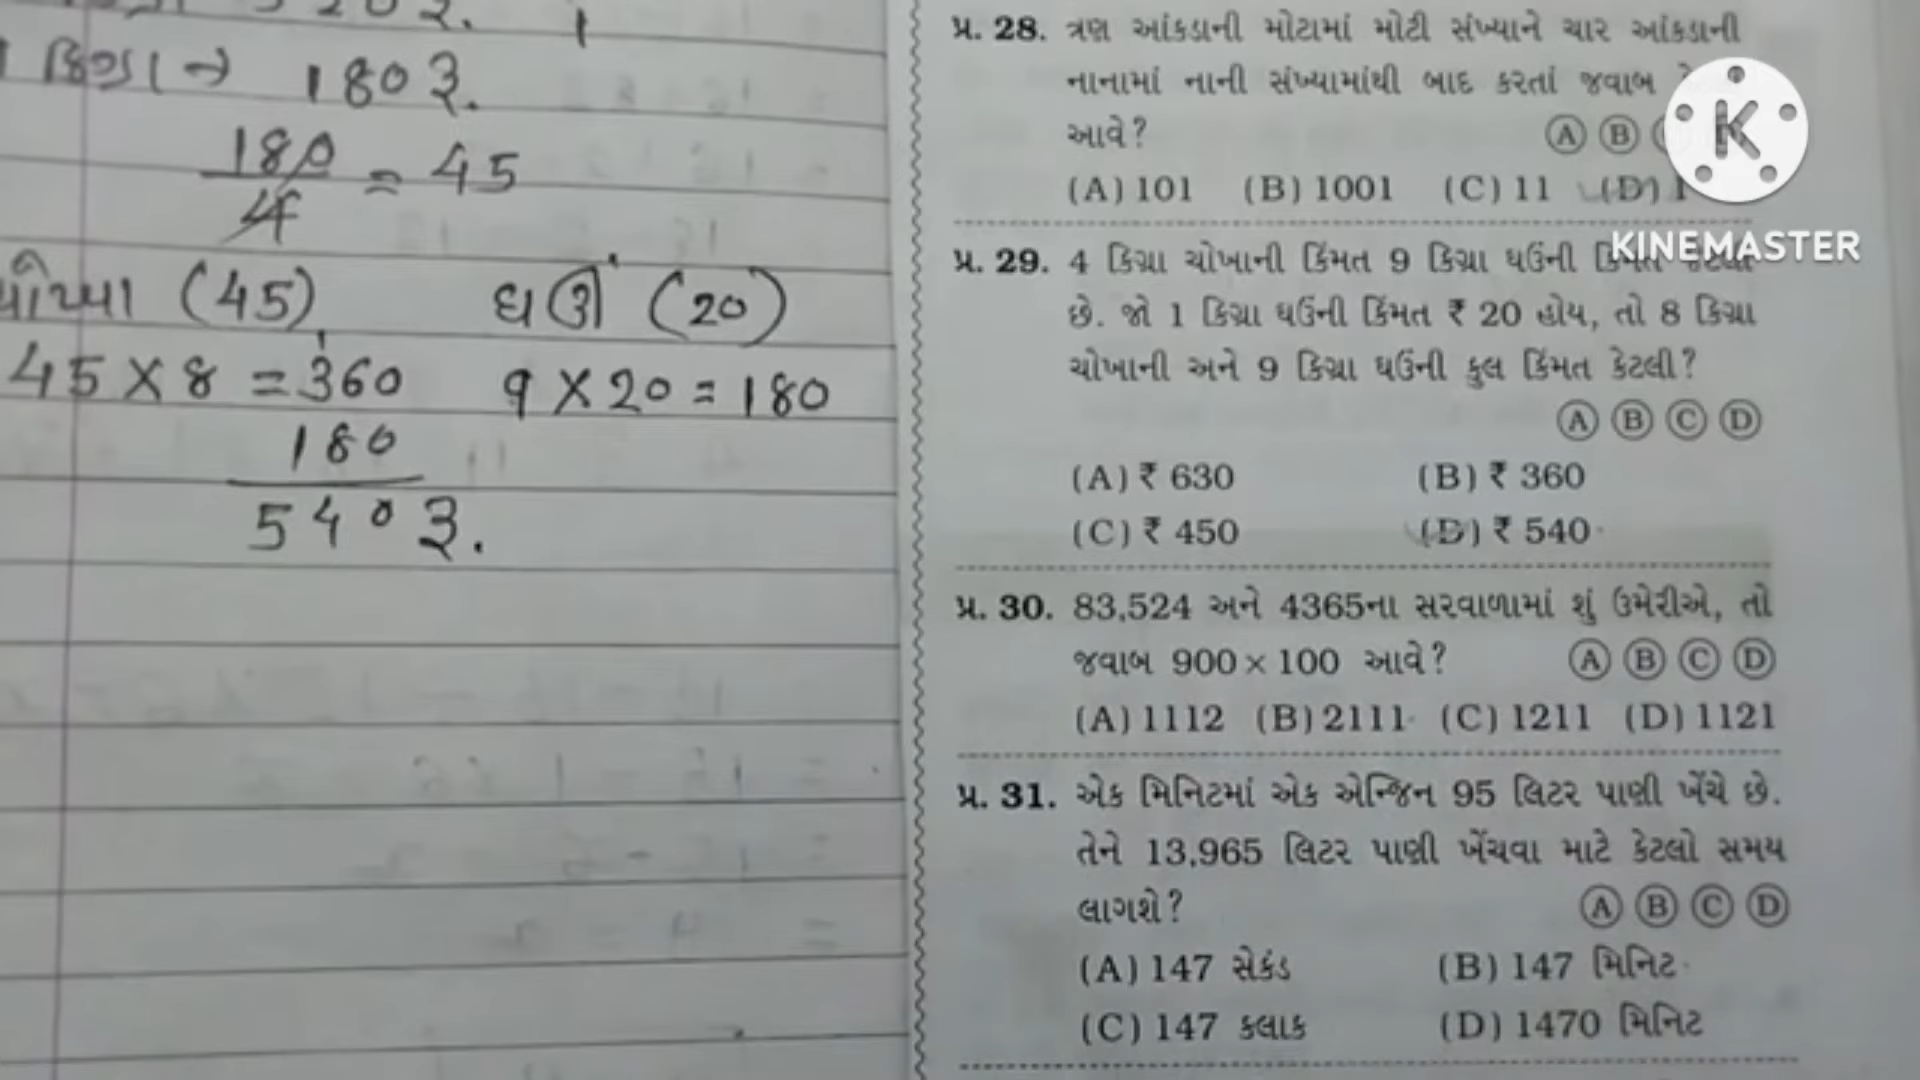 કિગ્રા → 180 રૂ.
180
4
= 45
(45)
ઘઉં (20)
45 × 8 = 360
9 × 20 = 180
180
540 રૂ.
પ્ર. 28. ત્રણ આંકડાની મોટામાં મોટી સંખ્યાને ચાર આંકડાની
નાનામાં નાની સંખ્યામાંથી બાદ કરતાં જવાબ
આવે? A B
(A) 101 (B) 1001 (C) 11 (D) 1
K
KINEMASTER
પ્ર. 29. 4 કિગ્રા ચોખાની કિંમત 9 કિગ્રા ઘઉંની કિંમત જેટલી
છે. જો 1 કિગ્રા ઘઉંની કિંમત ₹ 20 હોય, તો 8 કિગ્રા
ચોખાની અને 9 કિગ્રા ઘઉંની કુલ કિંમત કેટલી?
A B C D
(A) ₹ 630 (B) ₹ 360
(C) ₹ 450 (D) ₹ 540
પ્ર. 30. 83,524 અને 4365ના સરવાળામાં શું ઉમેરીએ, તો
જવાબ 900 × 100 આવે? A B C D
(A) 1112 (B) 2111 (C) 1211 (D) 1121
પ્ર. 31. એક મિનિટમાં એક એન્જિન 95 લિટર પાણી ખેંચે છે.
તેને 13,965 લિટર પાણી ખેંચવા માટે કેટલો સમય
લાગશે? A B C D
(A) 147 સેકંડ (B) 147 મિનિટ
(C) 147 કલાક (D) 1470 મિનિટ